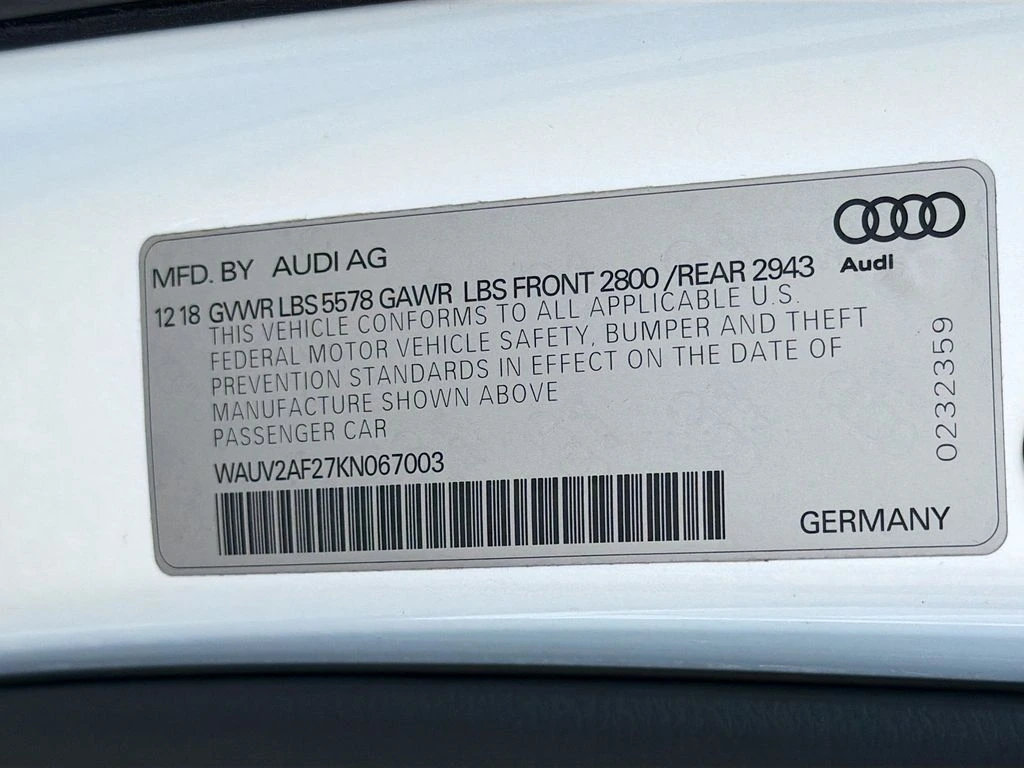 Audi
MFD. BY AUDI AG
12 18 GVWR LBS 5578 GAWR LBS FRONT 2800 /REAR 2943
THIS VEHICLE CONFORMS TO ALL APPLICABLE U.S.
FEDERAL MOTOR VEHICLE SAFETY, BUMPER AND THEFT
PREVENTION STANDARDS IN EFFECT ON THE DATE OF
MANUFACTURE SHOWN ABOVE
PASSENGER CAR
WAUV2AF27KN067003
0232359
GERMANY